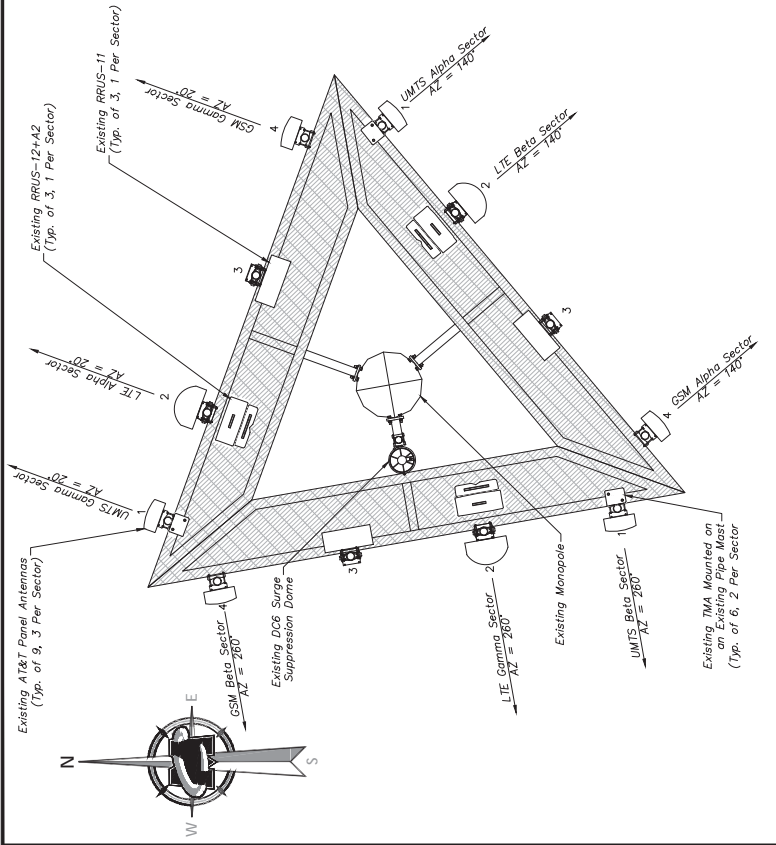 Existing AT&T Panel Antennas
(Typ. of 9, 3 Per Sector)
Existing RRUS-12+A2
(Typ. of 3, 1 Per Sector)
Existing RRUS-11
(Typ. of 3, 1 Per Sector)
UMTS Gamma Sector
AZ = 20°
LTE Alpha Sector
AZ = 20°
GSM Gamma Sector
AZ = 20°
1
2
3
4
UMTS Alpha Sector
AZ = 140°
1
LTE Beta Sector
AZ = 140°
2
3
GSM Alpha Sector
AZ = 140°
4
GSM Beta Sector
AZ = 260°
4
3
LTE Gamma Sector
AZ = 260°
2
UMTS Beta Sector
AZ = 260°
1
Existing DC6 Surge
Suppression Dome
Existing Monopole
Existing TMA Mounted on
an Existing Pipe Mast
(Typ. of 6, 2 Per Sector
N
E
S
W